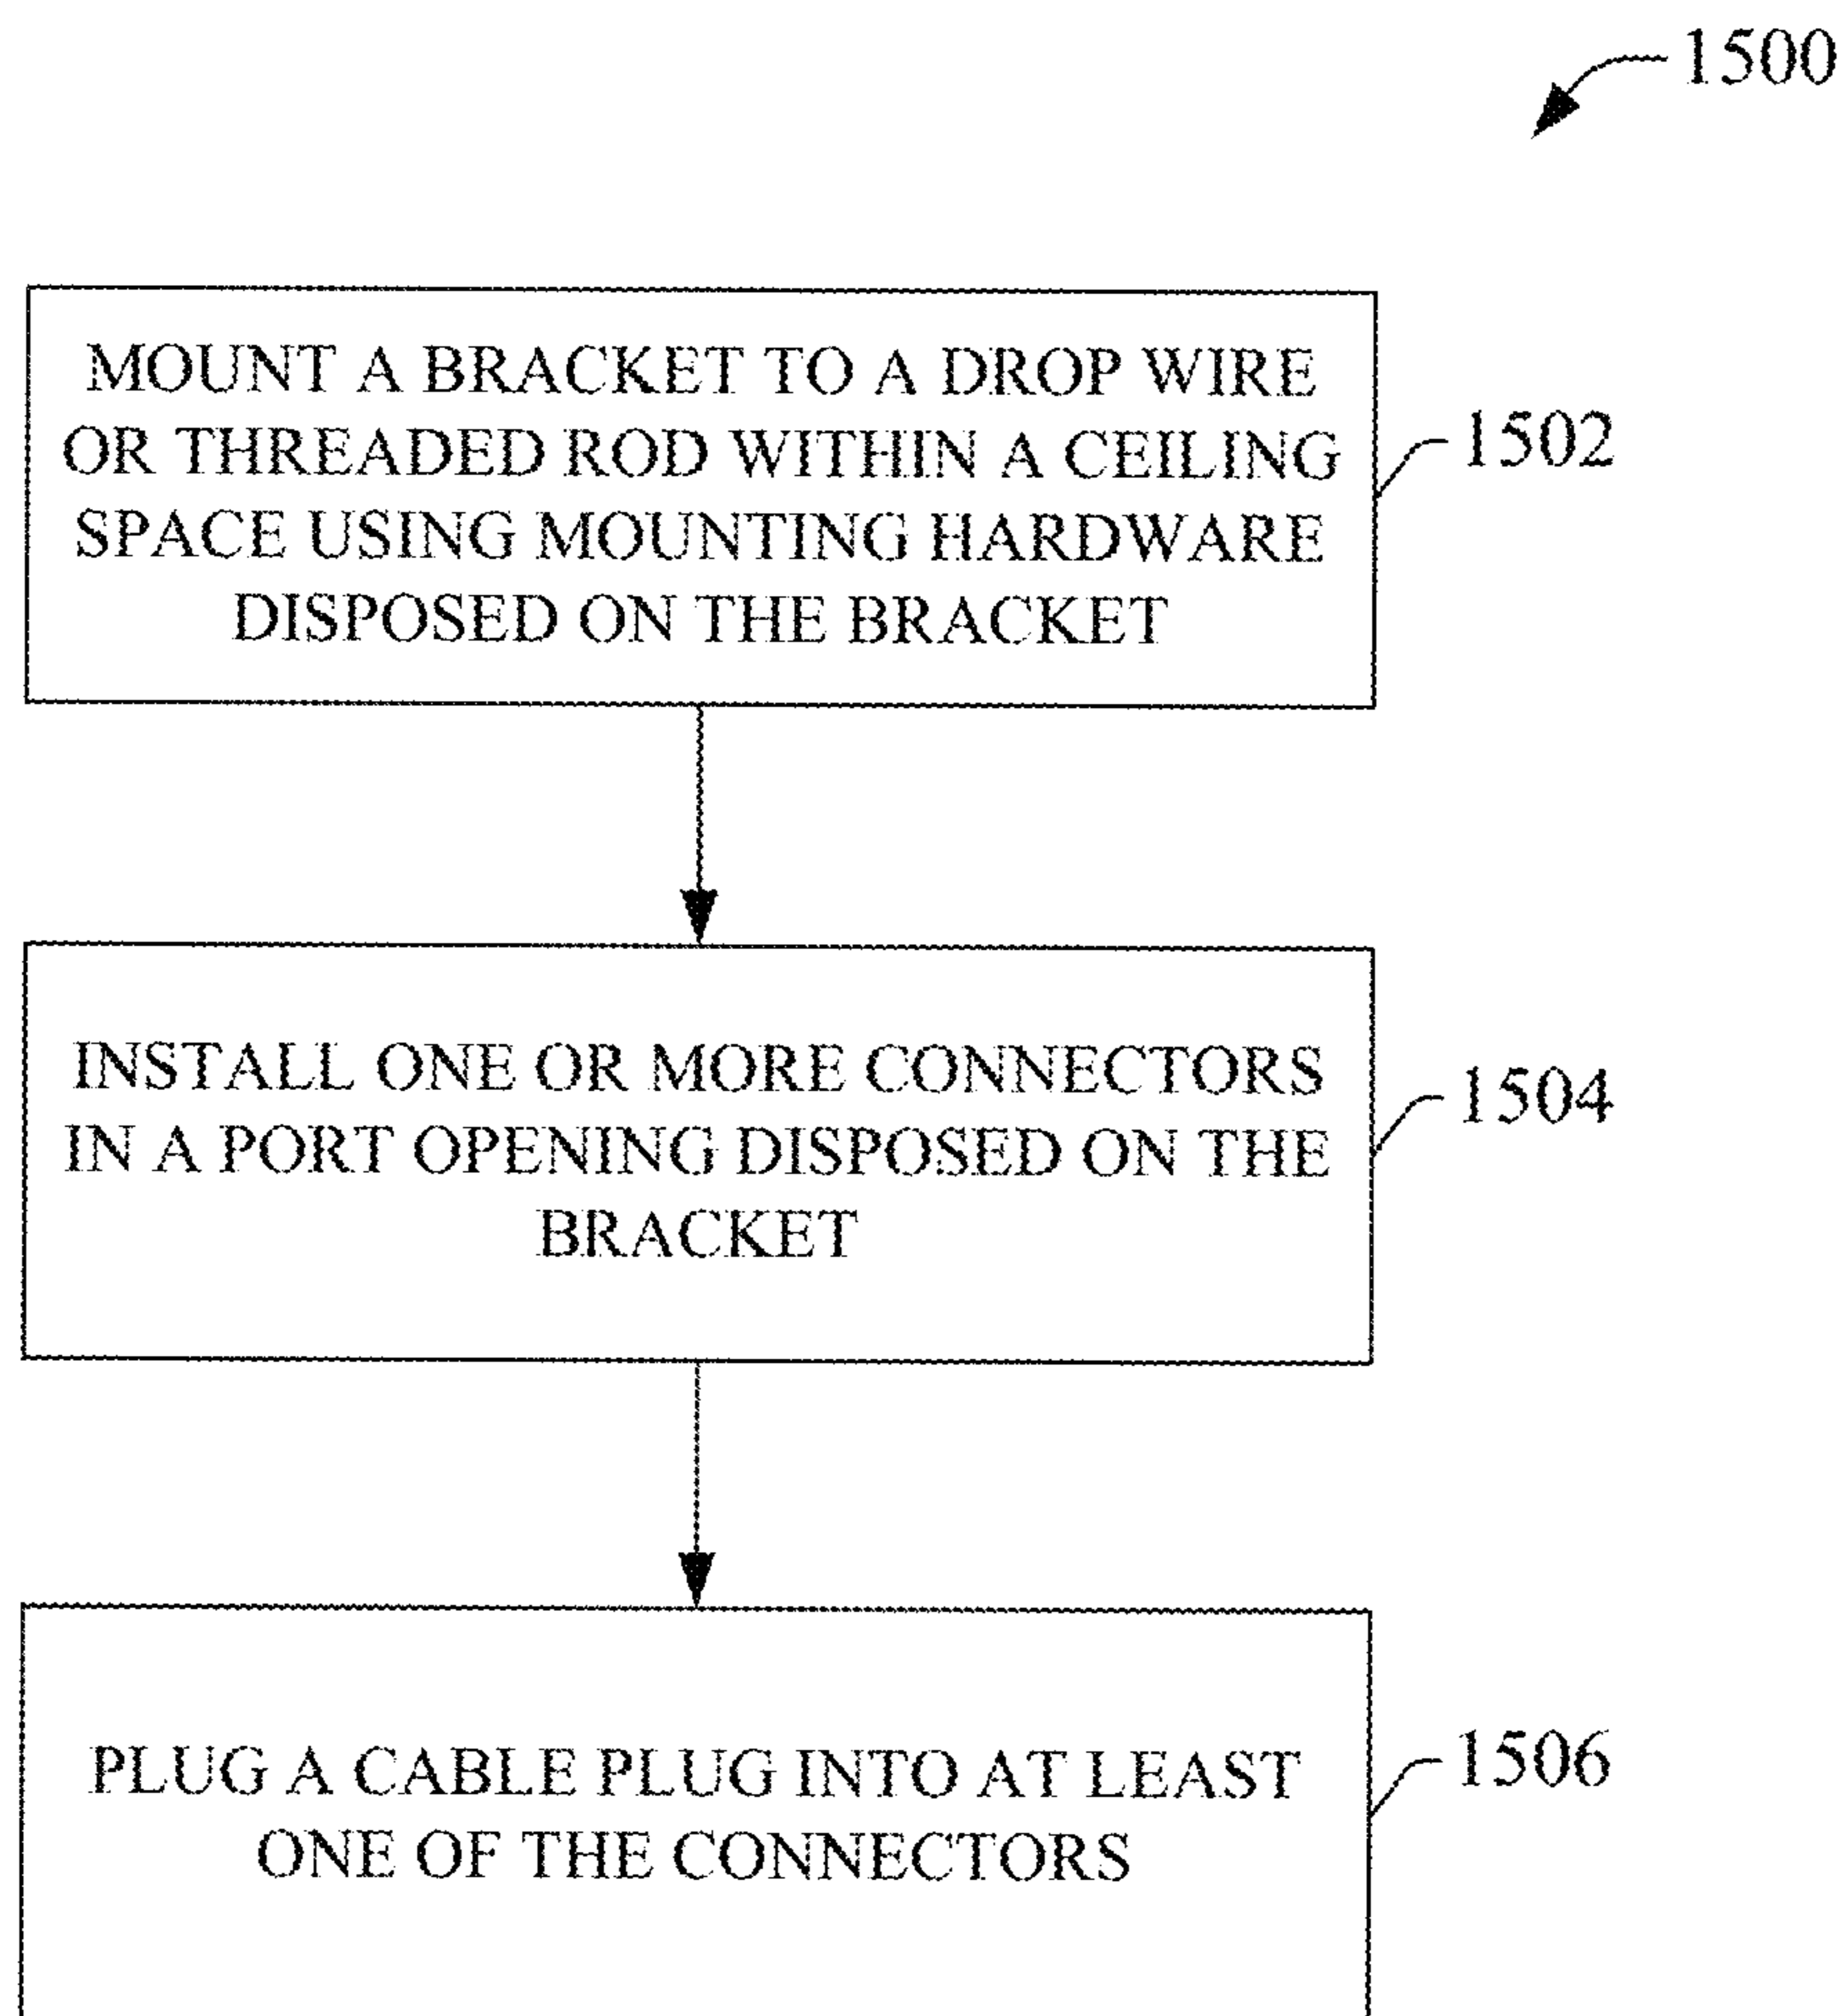 1500
MOUNT A BRACKET TO A DROP WIRE
OR THREADED ROD WITHIN A CEILING
SPACE USING MOUNTING HARDWARE
DISPOSED ON THE BRACKET
1502
INSTALL ONE OR MORE CONNECTORS
IN A PORT OPENING DISPOSED ON THE
BRACKET
1504
PLUG A CABLE PLUG INTO AT LEAST
ONE OF THE CONNECTORS
1506